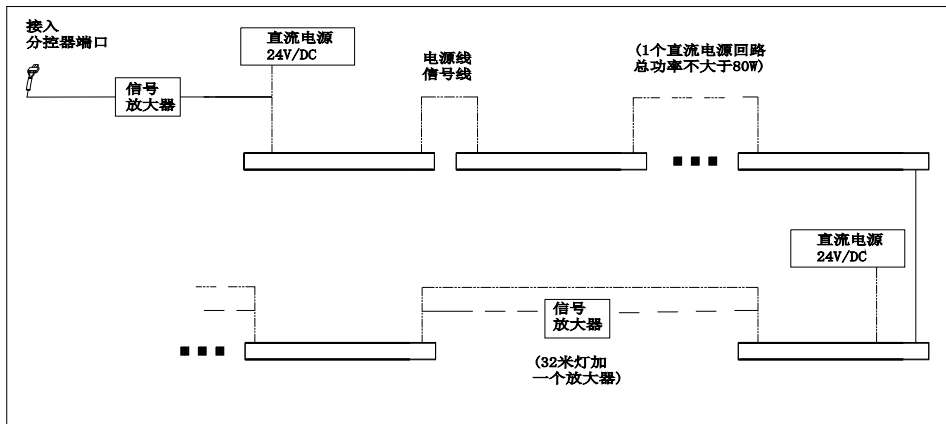 接入
分控器端口
直流电源
24V/DC
信号
放大器
电源线
信号线
(1个直流电源回路
总功率不大于80W)
直流电源
24V/DC
信号
放大器
(32米灯加
一个放大器)